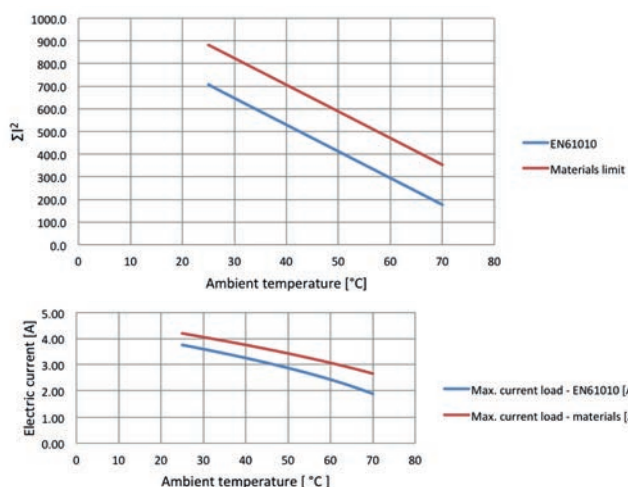 1000.0
900.0
800.0
700.0
600.0
500.0
400.0
300.0
200.0
100.0
0.0
ΣI²
0 10 20 30 40 50 60 70 80
Ambient temperature [°C]
EN61010
Materials limit
5.00
4.00
3.00
2.00
1.00
0.00
Electric current [A]
0 10 20 30 40 50 60 70 80
Ambient temperature [ °C]
Max. current load - EN61010 [A
Max. current load - materials [